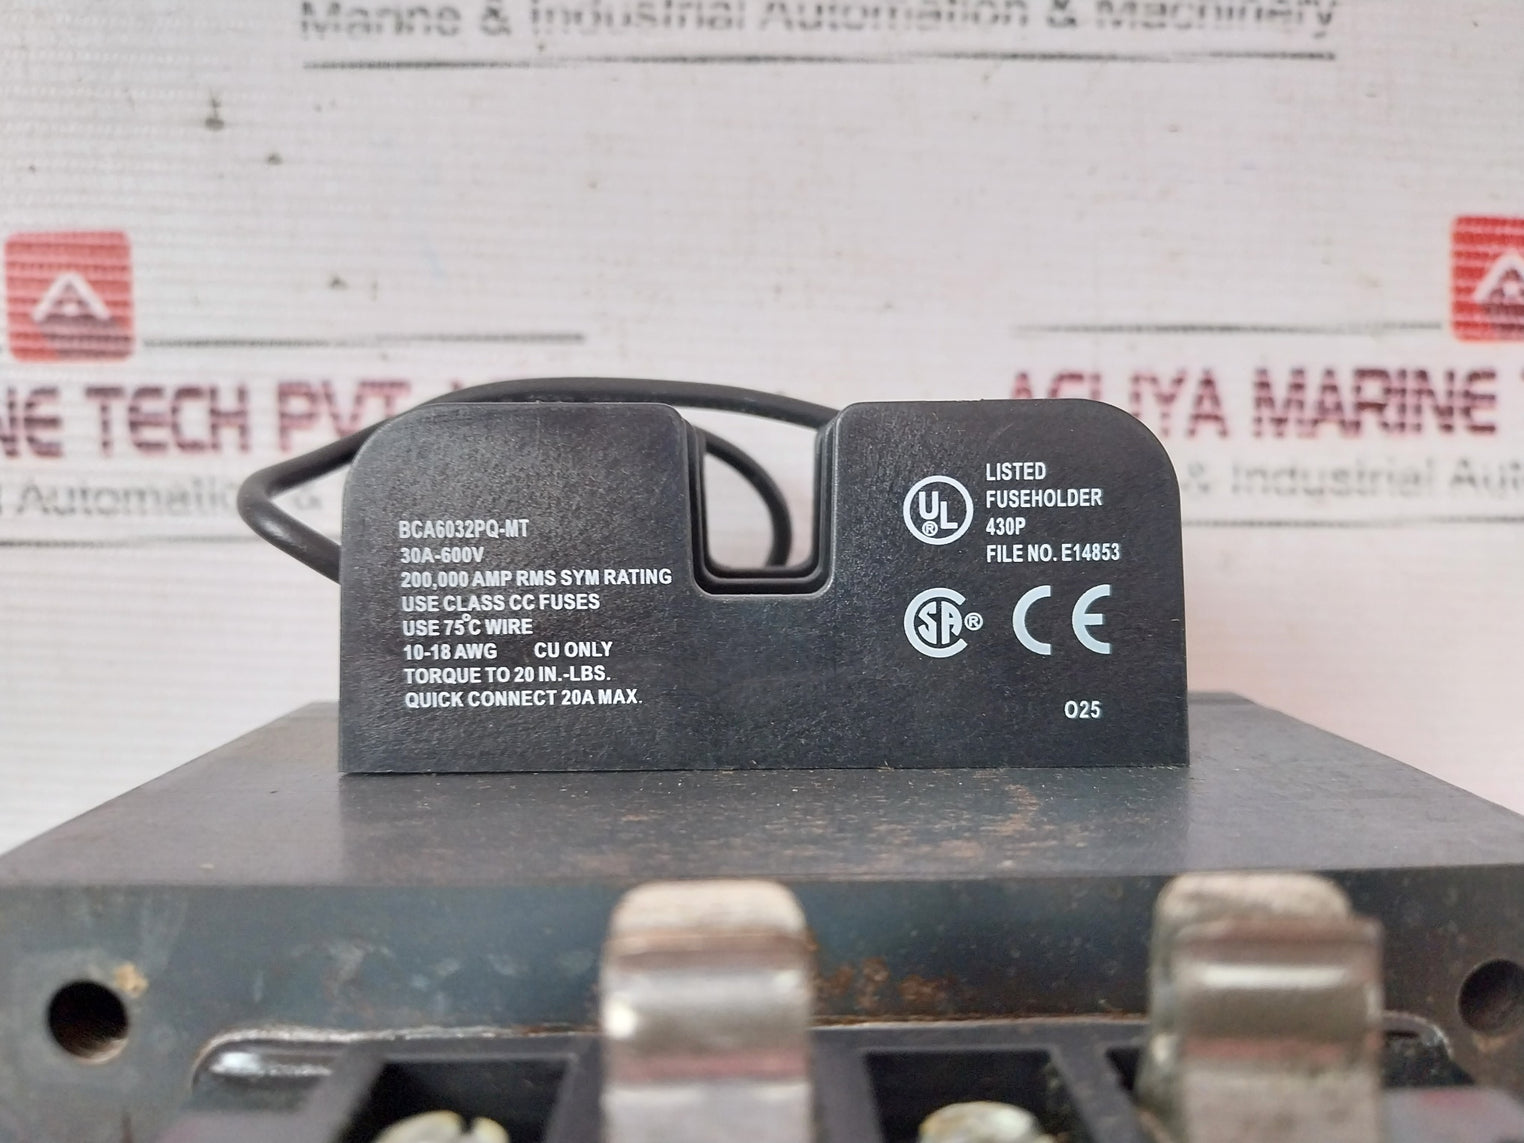 Marine & Industrial Automation & Machinery
NE TECH PVT
ACLIYA MARINE
Automation &
& Industrial
LISTED
FUSEHOLDER
430P
FILE NO. E14853
UL®
BCA6032PQ-MT
30A-600V
200,000 AMP RMS SYM RATING
USE CLASS CC FUSES
USE 75°C WIRE
10-18 AWG CU ONLY
TORQUE TO 20 IN.-LBS.
QUICK CONNECT 20A MAX.
CSA® CE
O25